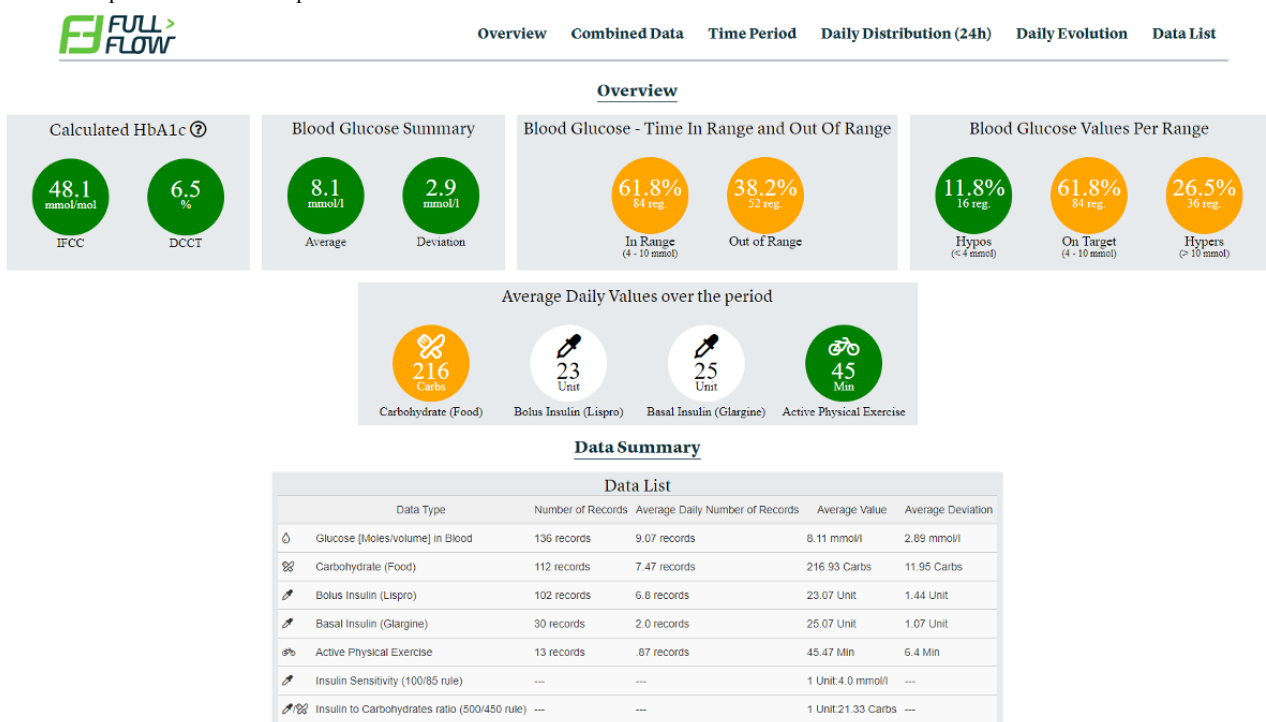 FULL >
FLOW
Overview Combined Data Time Period Daily Distribution (24h) Daily Evolution Data List
Overview
Calculated HbA1c ?
48.1
mmol/mol
IFCC
6.5
%
DCCT
Blood Glucose Summary
8.1
mmol/l
Average
2.9
mmol/l
Deviation
Blood Glucose - Time In Range and Out Of Range
61.8%
84 reg.
In Range
(4 - 10 mmol)
38.2%
52 reg.
Out of Range
Blood Glucose Values Per Range
11.8%
16 reg.
Hypos
(< 4 mmol)
61.8%
84 reg.
On Target
(4 - 10 mmol)
26.5%
36 reg.
Hypers
(> 10 mmol)
Average Daily Values over the period
216
Carbs
Carbohydrate (Food)
23
Unit
Bolus Insulin (Lispro)
25
Unit
Basal Insulin (Glargine)
45
Min
Active Physical Exercise
Data Summary
Data List
Data Type Number of Records Average Daily Number of Records Average Value Average Deviation
Glucose [Moles/volume] in Blood 136 records 9.07 records 8.11 mmol/l 2.89 mmol/l
Carbohydrate (Food) 112 records 7.47 records 216.93 Carbs 11.95 Carbs
Bolus Insulin (Lispro) 102 records 6.8 records 23.07 Unit 1.44 Unit
Basal Insulin (Glargine) 30 records 2.0 records 25.07 Unit 1.07 Unit
Active Physical Exercise 13 records .87 records 45.47 Min 6.4 Min
Insulin Sensitivity (100/85 rule) --- --- 1 Unit:4.0 mmol/l ---
Insulin to Carbohydrates ratio (500/450 rule) --- --- 1 Unit:21.33 Carbs ---